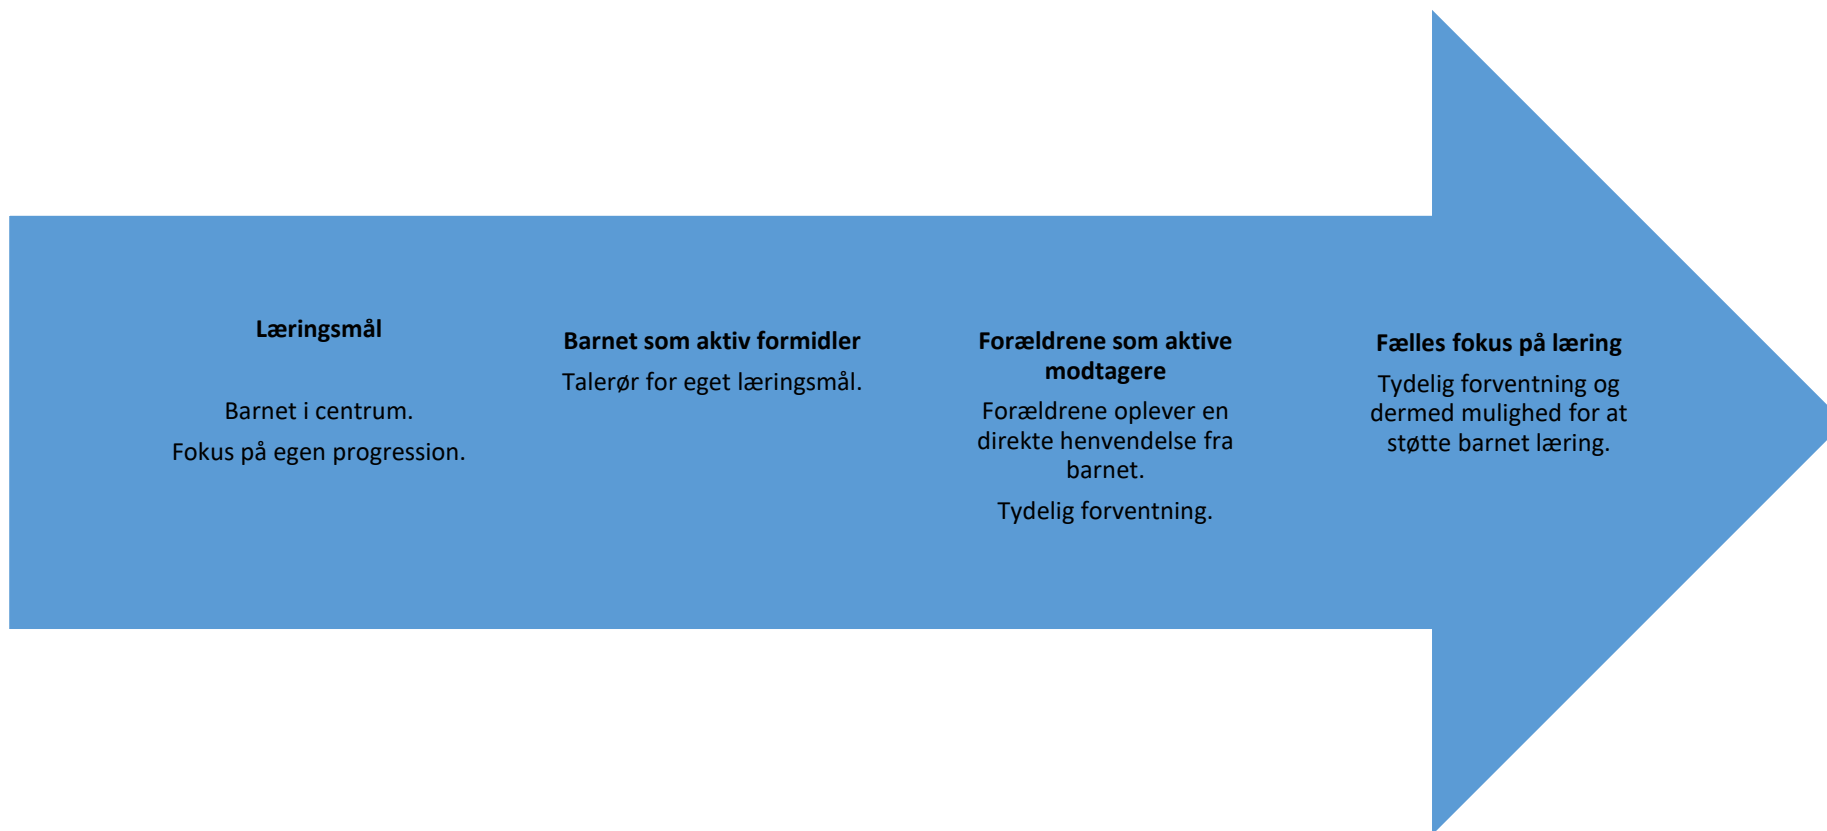 Læringsmål
Barnet i centrum.
Fokus på egen progression.
Barnet som aktiv formidler
Talerør for eget læringsmål.
Forældrene som aktive
modtagere
Forældrene oplever en
direkte henvendelse fra
barnet.
Tydelig forventning.
Fælles fokus på læring
Tydelig forventning og
dermed mulighed for at
støtte barnet læring.